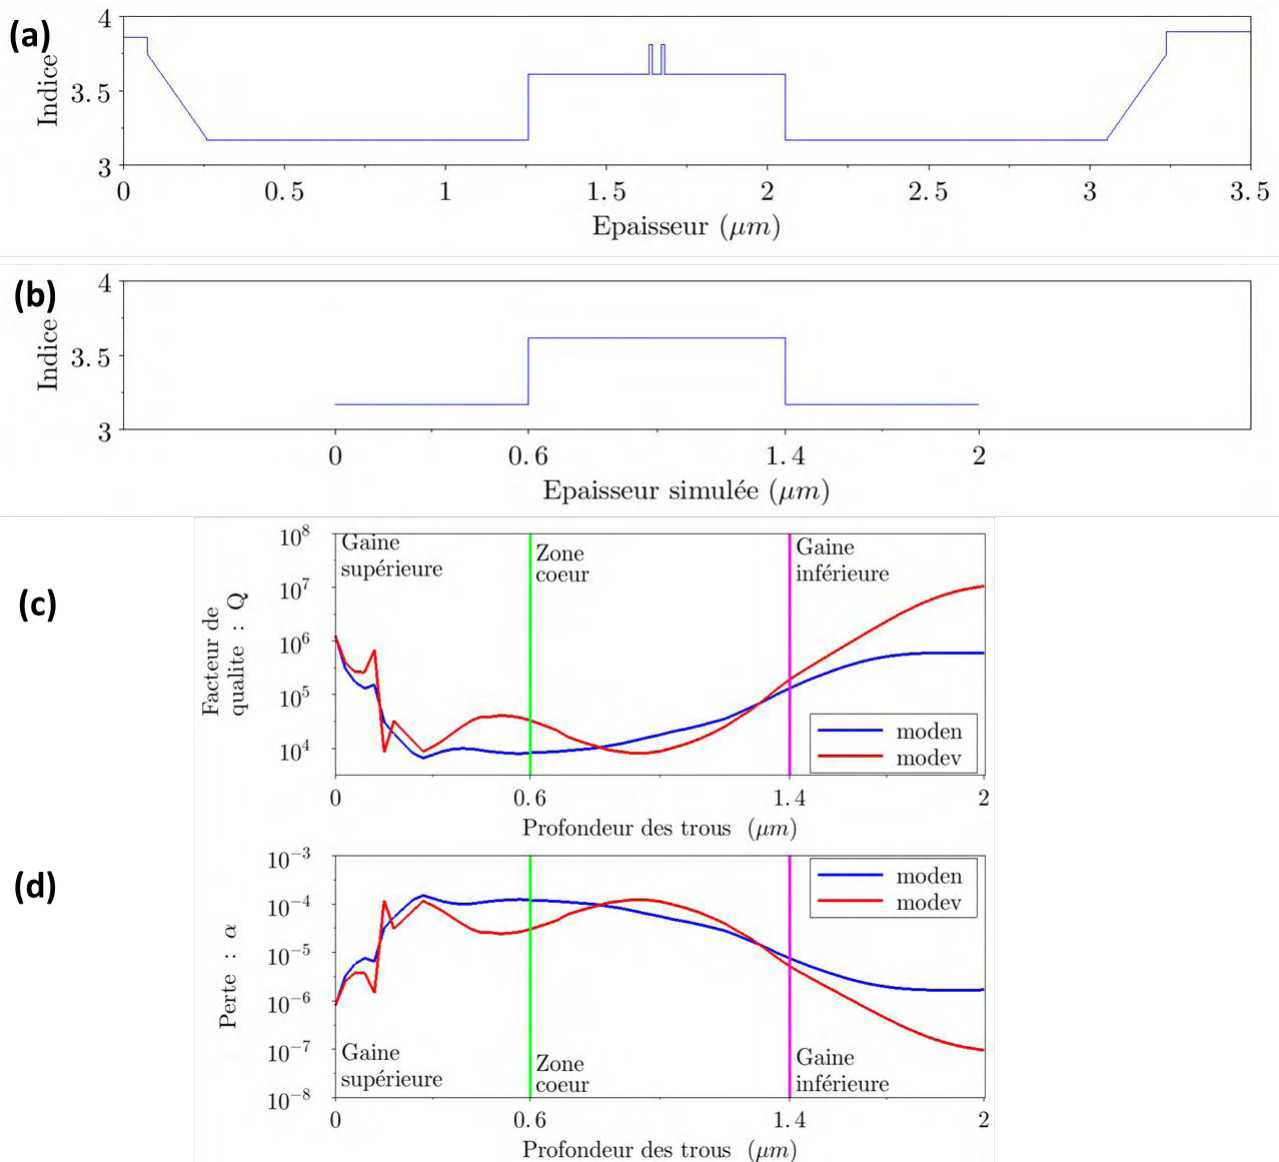 (a)
Indice
4
3.5
3
0 0.5 1 1.5 2 2.5 3 3.5
Epaisseur (μm)
(b)
Indice
4
3.5
3
0 0.6 1.4 2
Epaisseur simulée (μm)
(c)
Facteur de
qualite : Q
10^8
10^7
10^6
10^5
10^4
Gaine
supérieure
Zone
coeur
Gaine
inférieure
moden
modev
0 0.6 1.4 2
Profondeur des trous (μm)
(d)
Perte : α
10^−3
10^−4
10^−5
10^−6
10^−7
10^−8
moden
modev
Gaine
supérieure
Zone
coeur
Gaine
inférieure
0 0.6 1.4 2
Profondeur des trous (μm)